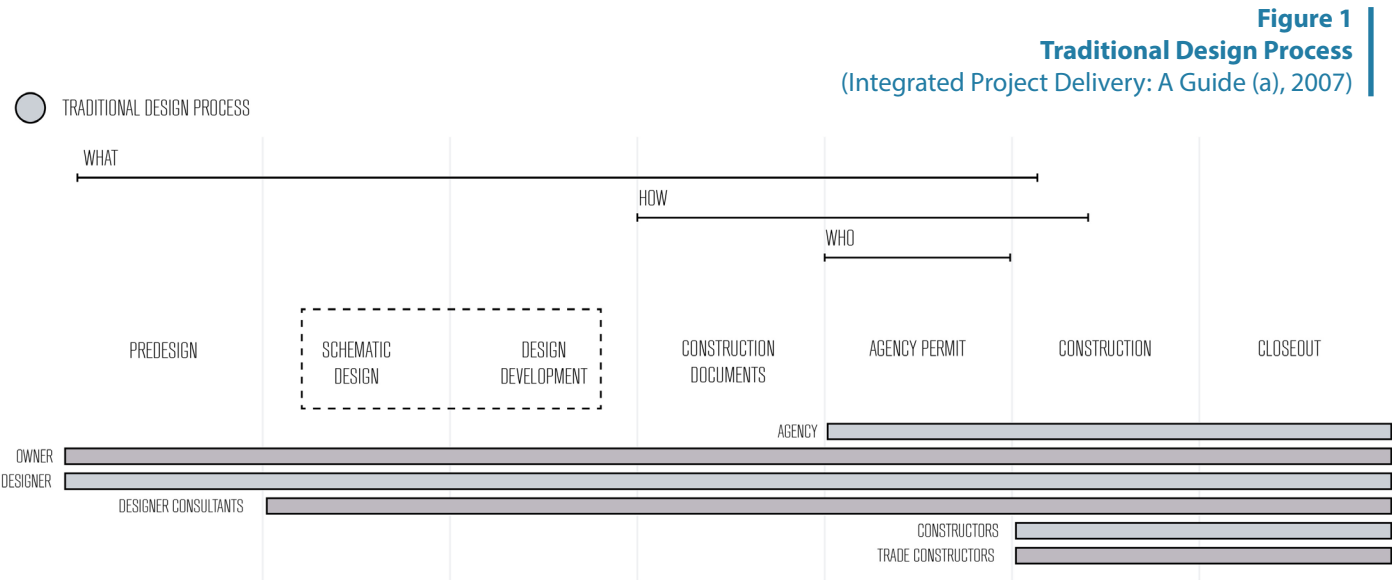 Figure 1
Traditional Design Process
(Integrated Project Delivery: A Guide (a), 2007)
TRADITIONAL DESIGN PROCESS
WHAT
HOW
WHO
PREDESIGN
SCHEMATIC
DESIGN
DESIGN
DEVELOPMENT
CONSTRUCTION
DOCUMENTS
AGENCY PERMIT
CONSTRUCTION
CLOSEOUT
AGENCY
OWNER
DESIGNER
DESIGNER CONSULTANTS
CONSTRUCTORS
TRADE CONSTRUCTORS